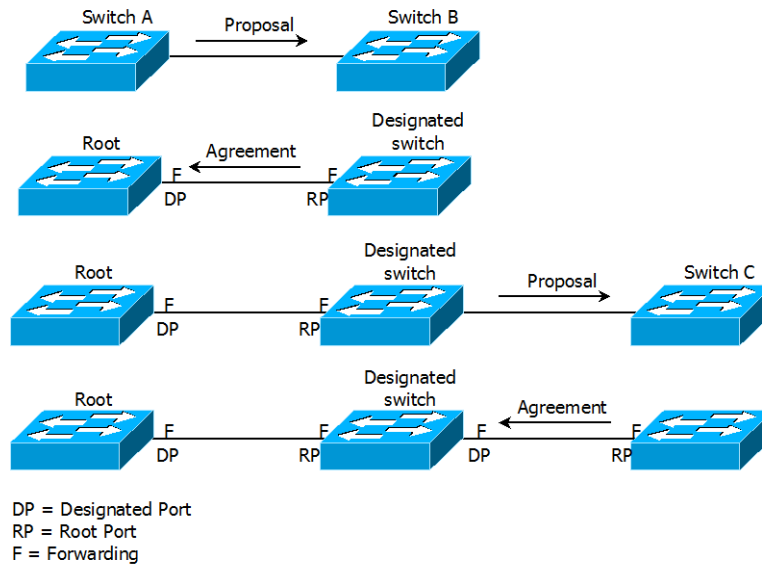 Switch A
Proposal
Switch B
Root
Agreement
Designated
switch
F
F
DP
RP
Root
Designated
switch
Proposal
Switch C
F
F
DP
RP
Root
Designated
switch
Agreement
F
F
F
F
DP
RP
DP
RP
DP = Designated Port
RP = Root Port
F = Forwarding